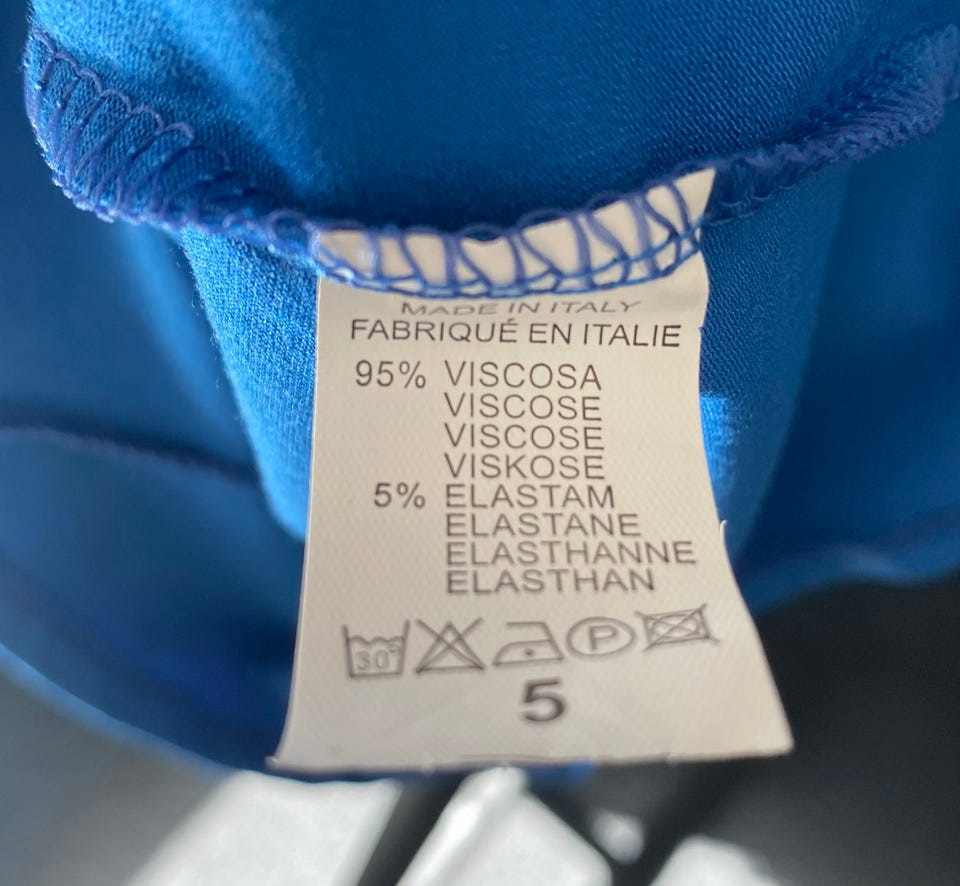 MADE IN ITALY
FABRIQUÉ EN ITALIE
95% VISCOSA
VISCOSE
VISCOSE
VISKOSE
5% ELASTAM
ELASTANE
ELASTHANNE
ELASTHAN
30° P
5